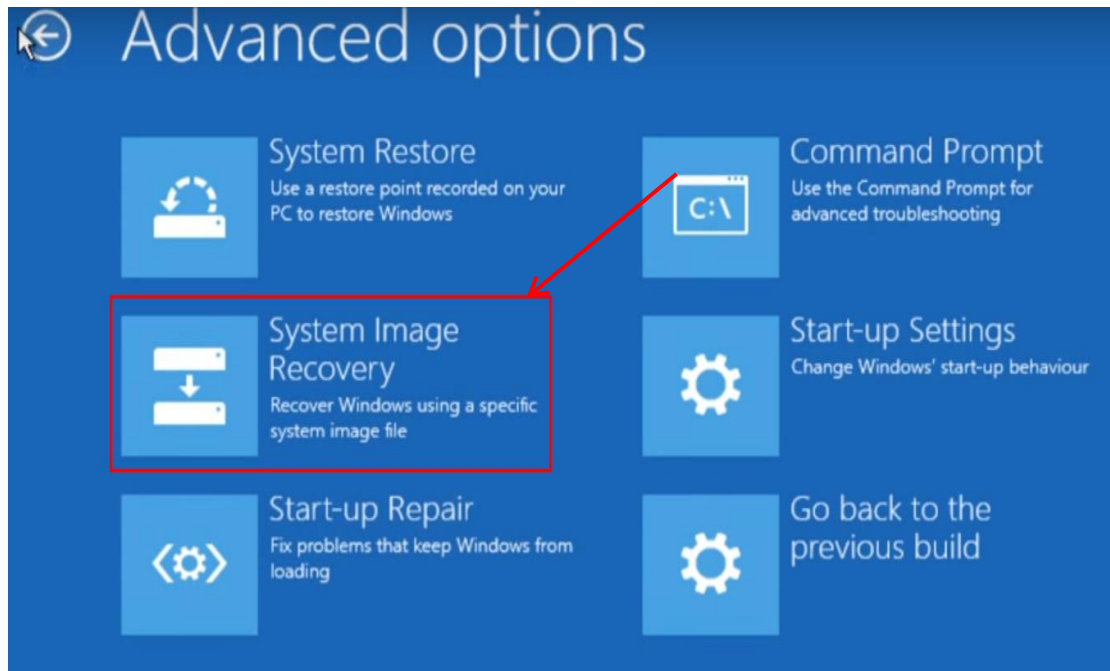 Advanced options
System Restore
Use a restore point recorded on your
PC to restore Windows
Command Prompt
Use the Command Prompt for
advanced troubleshooting
C:\
System Image
Recovery
Recover Windows using a specific
system image file
Start-up Settings
Change Windows' start-up behaviour
Start-up Repair
Fix problems that keep Windows from
loading
Go back to the
previous build